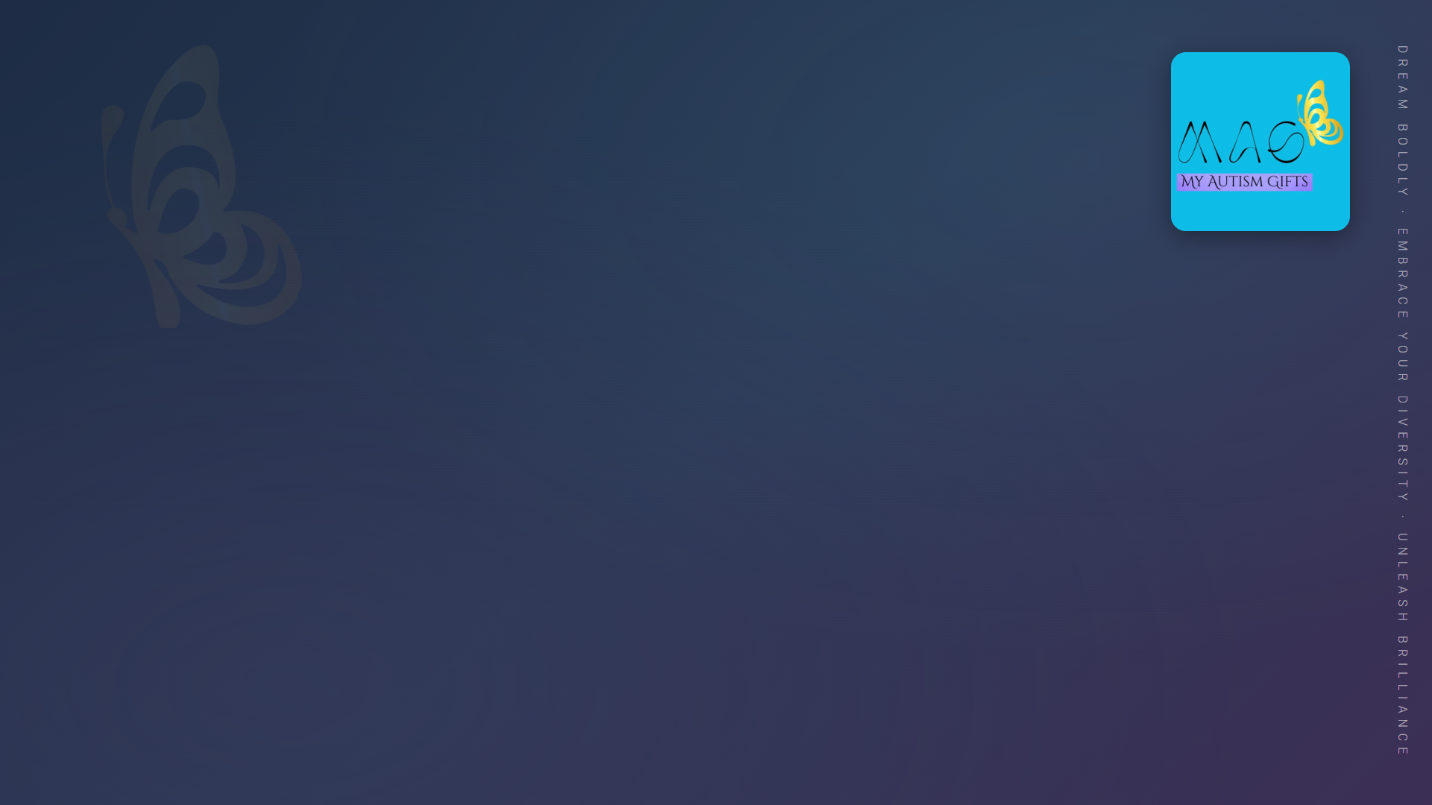 MAG
MY AUTISM GIFTS
DREAM BOLDLY · EMBRACE YOUR DIVERSITY · UNLEASH BRILLIANCE